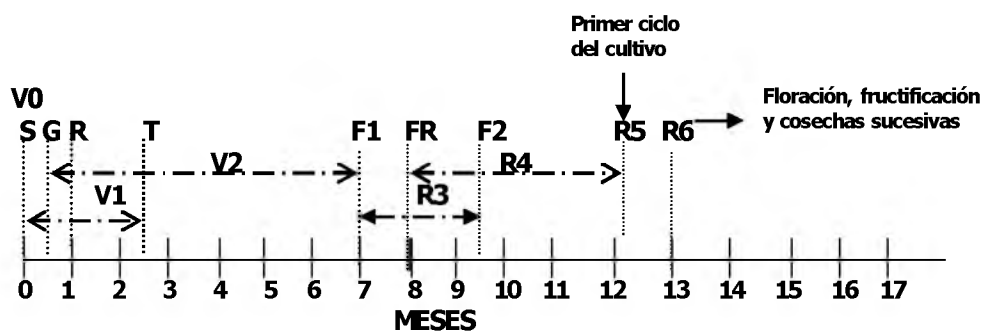 Primer ciclo
del cultivo
Floración, fructificación
y cosechas sucesivas
V0
S G R T F1 FR F2 R5 R6
V2 R4
V1 R3
0 1 2 3 4 5 6 7 8 9 10 11 12 13 14 15 16 17
MESES